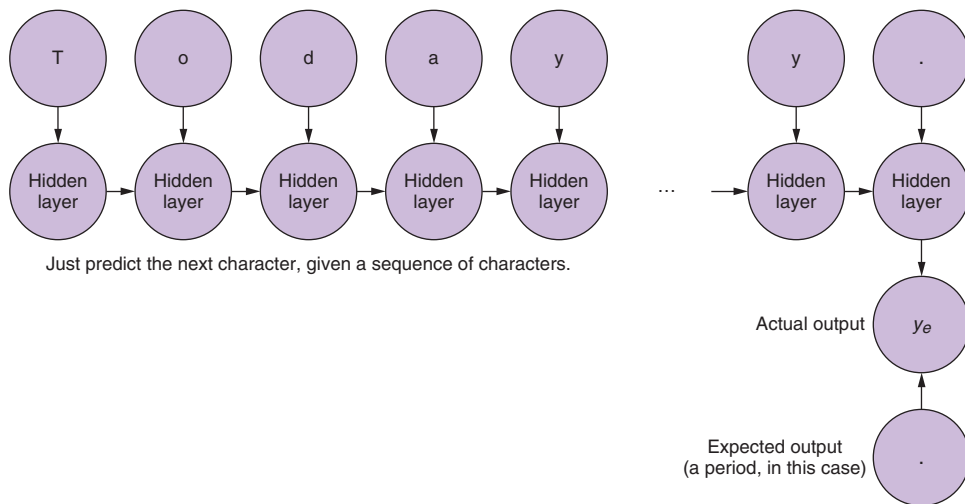 T o d a y y .
Hidden layer Hidden layer Hidden layer Hidden layer Hidden layer ... Hidden layer Hidden layer
Just predict the next character, given a sequence of characters.
Actual output yₑ
Expected output
(a period, in this case) .